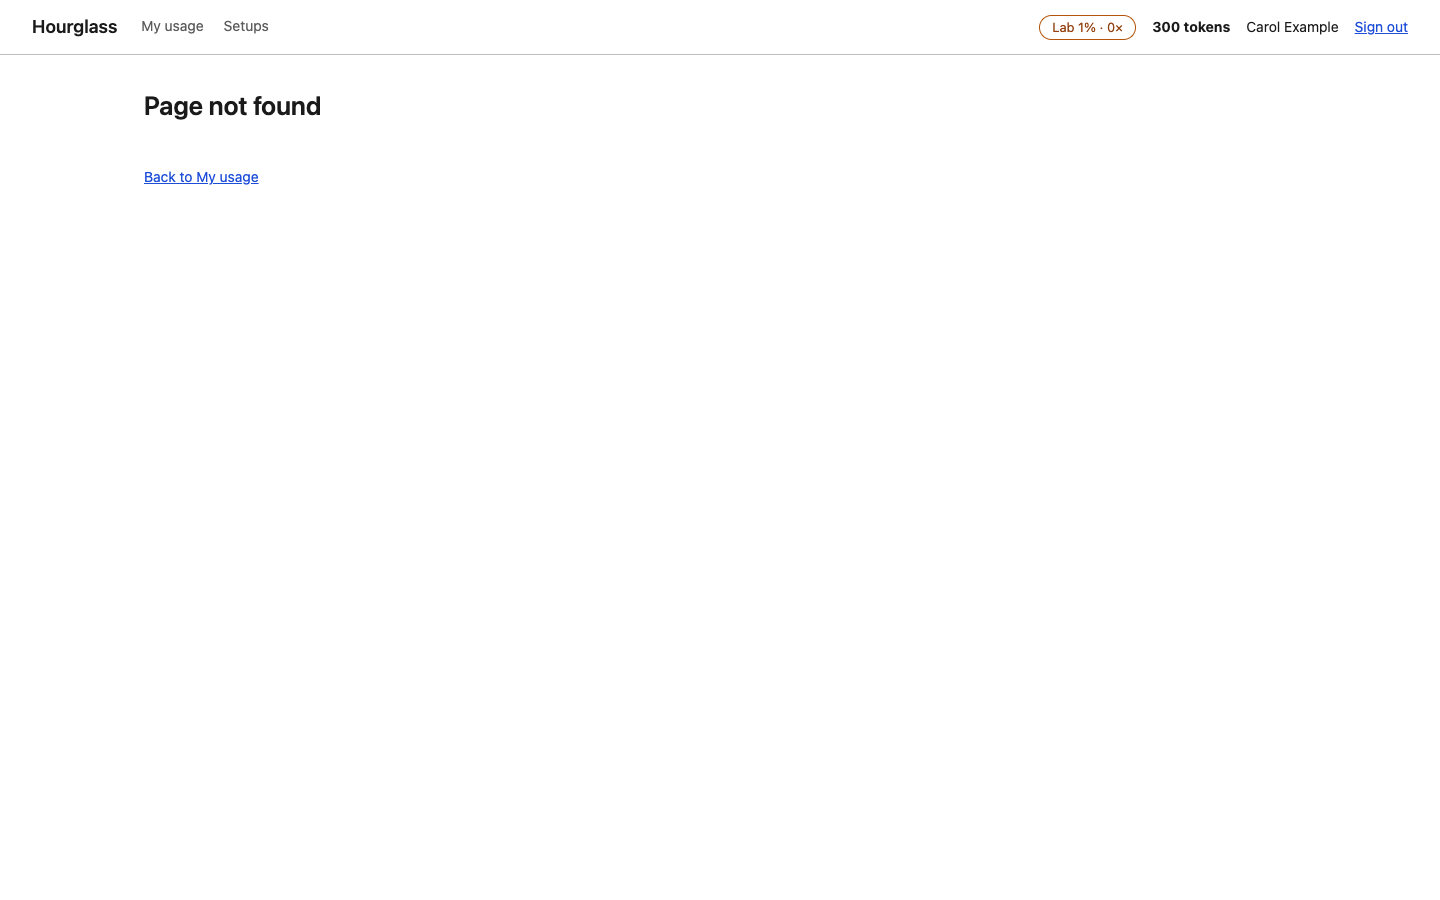 Hourglass My usage Setups Lab 1% · 0× 300 tokens Carol Example Sign out
Page not found
Back to My usage